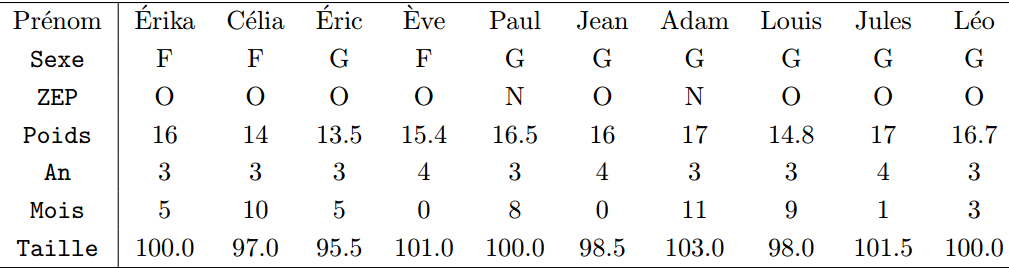 Prénom Érika Célia Éric Ève Paul Jean Adam Louis Jules Léo
Sexe F F G F G G G G G G
ZEP O O O O N O N O O O
Poids 16 14 13.5 15.4 16.5 16 17 14.8 17 16.7
An 3 3 3 4 3 4 3 3 4 3
Mois 5 10 5 0 8 0 11 9 1 3
Taille 100.0 97.0 95.5 101.0 100.0 98.5 103.0 98.0 101.5 100.0